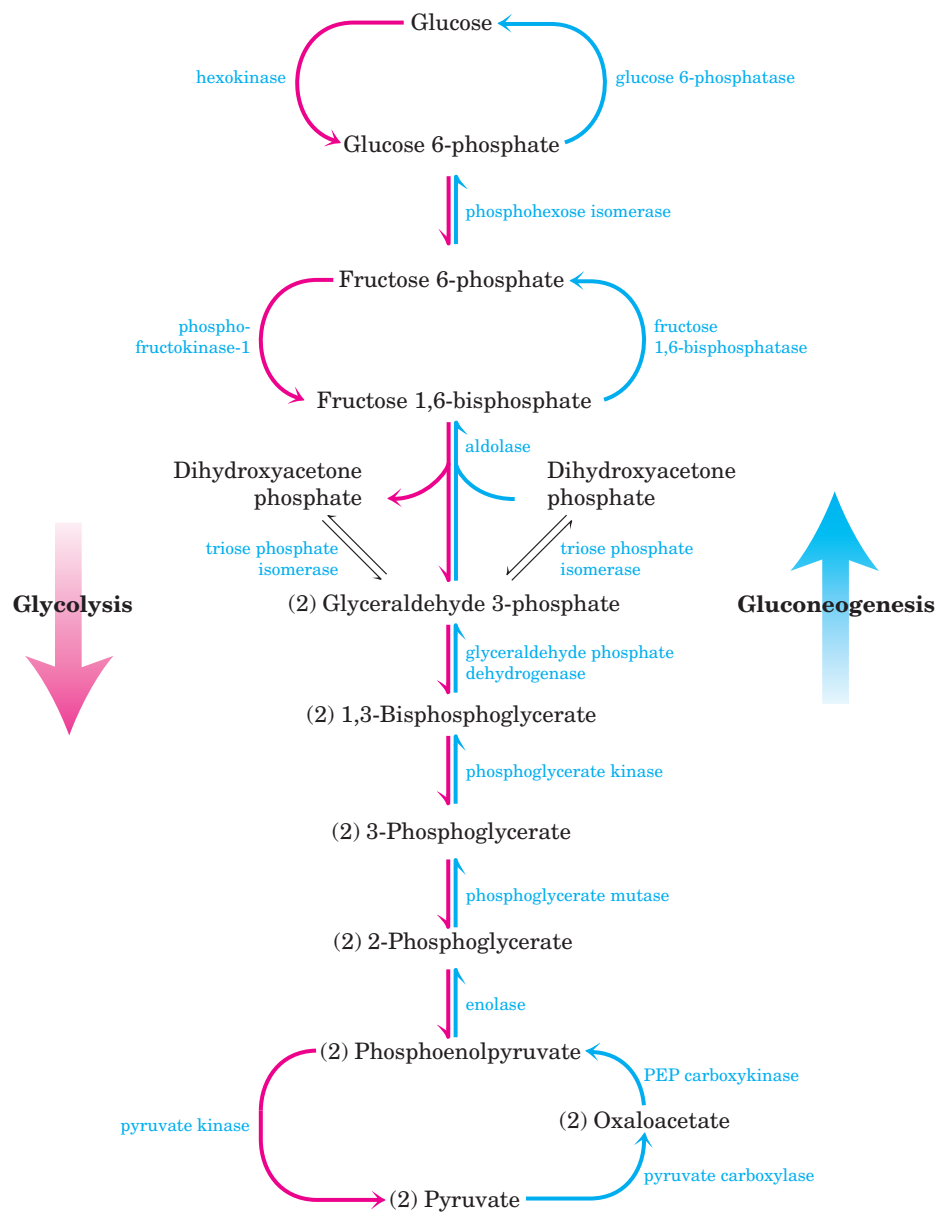 Glucose
hexokinase
glucose 6-phosphatase
Glucose 6-phosphate
phosphohexose isomerase
Fructose 6-phosphate
phospho-
fructokinase-1
fructose
1,6-bisphosphatase
Fructose 1,6-bisphosphate
aldolase
Dihydroxyacetone
phosphate
Dihydroxyacetone
phosphate
triose phosphate
isomerase
triose phosphate
isomerase
Glycolysis
(2) Glyceraldehyde 3-phosphate
Gluconeogenesis
glyceraldehyde phosphate
dehydrogenase
(2) 1,3-Bisphosphoglycerate
phosphoglycerate kinase
(2) 3-Phosphoglycerate
phosphoglycerate mutase
(2) 2-Phosphoglycerate
enolase
(2) Phosphoenolpyruvate
PEP carboxykinase
(2) Oxaloacetate
pyruvate kinase
pyruvate carboxylase
(2) Pyruvate